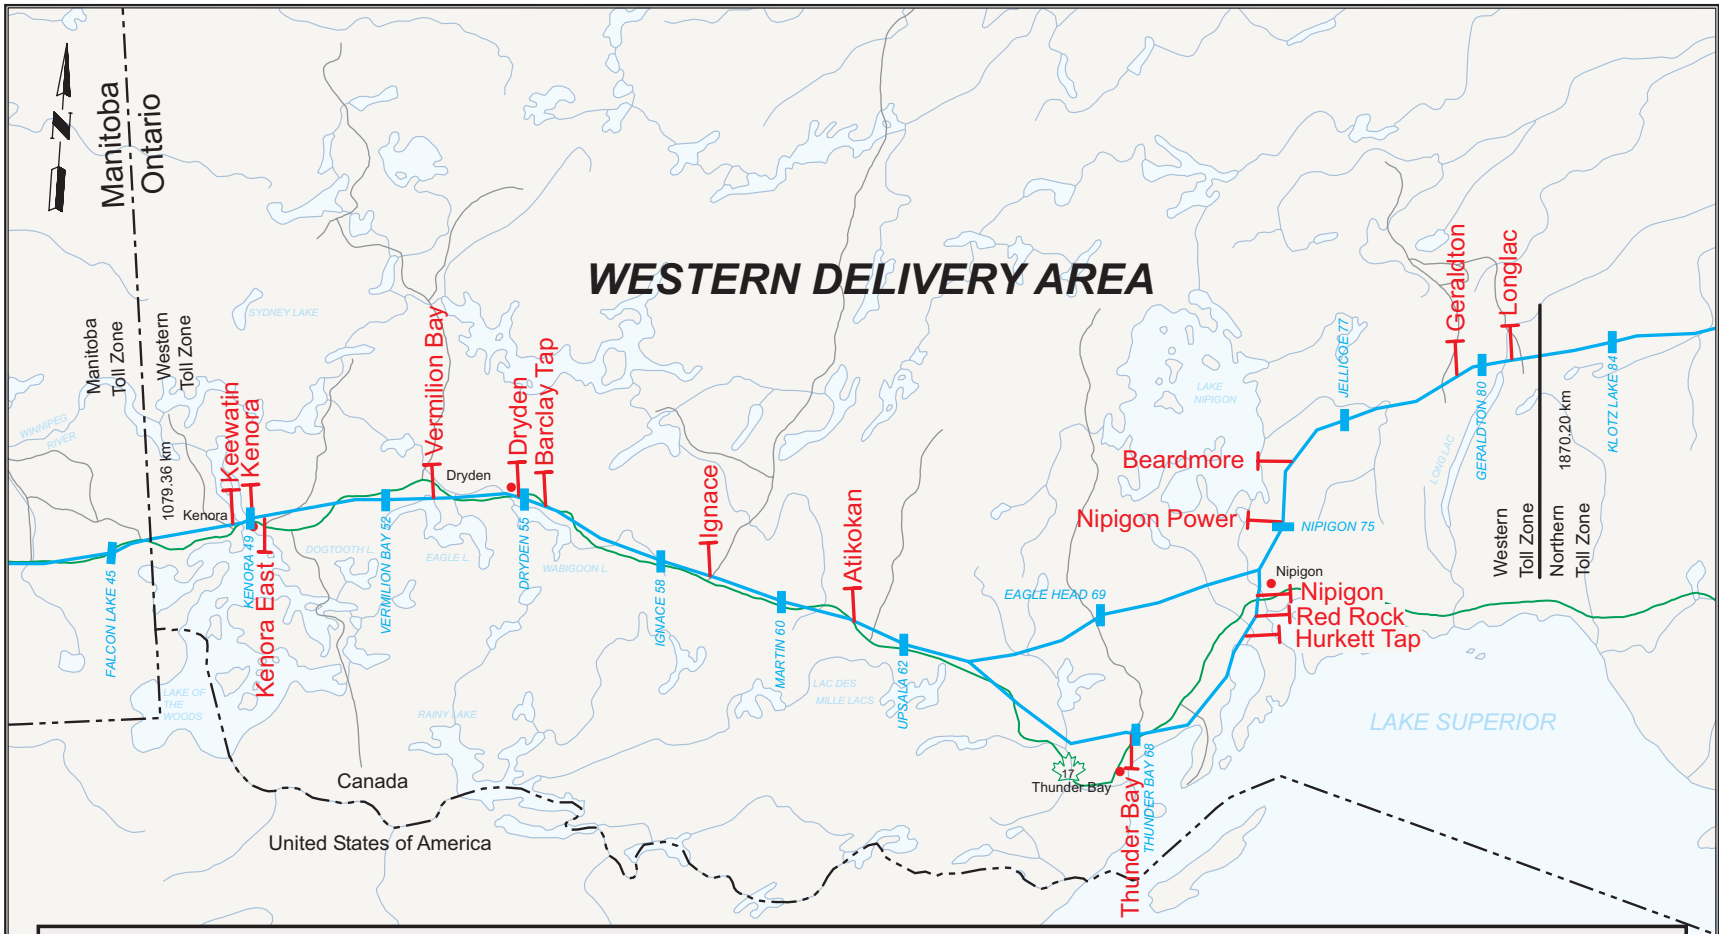 N
Manitoba
Ontario
WESTERN DELIVERY AREA
Manitoba
Toll Zone
Western
Toll Zone
1079.36 km
SYDNEY LAKE
WINNIPEG
RIVER
Keewatin
Kenora
Kenora
Kenora East
KENORA 49
FALCON LAKE 45
LAKE OF
THE
WOODS
DOGTOOTH L.
Vermilion Bay
VERMILION BAY 52
EAGLE L.
Dryden
Dryden
Barclay Tap
DRYDEN 55
WABIGOON L.
Ignace
IGNACE 58
RAINY LAKE
MARTIN 60
Atikokan
UPSALA 62
LAC DES
MILLE LACS
EAGLE HEAD 69
LAKE
NIPIGON
Beardmore
Nipigon Power
NIPIGON 75
Nipigon
Nipigon
Red Rock
Hurkett Tap
JELLICOE77
Geraldton
Longlac
GERALDTON 80
LONG LAC
1870.20 km
Western
Toll Zone
Northern
Toll Zone
KLOTZ LAKE 84
LAKE SUPERIOR
17
Thunder Bay
Thunder Bay
THUNDER BAY 68
Canada
United States of America